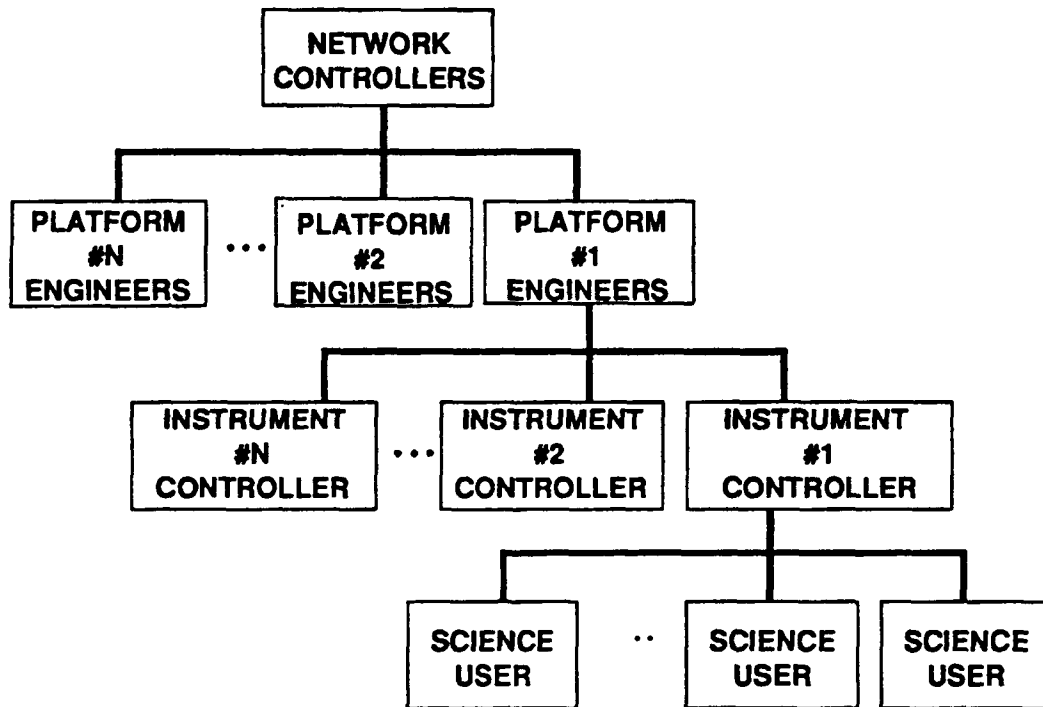 NETWORK
CONTROLLERS
PLATFORM
#N
ENGINEERS
•••
PLATFORM
#2
ENGINEERS
PLATFORM
#1
ENGINEERS
INSTRUMENT
#N
CONTROLLER
•••
INSTRUMENT
#2
CONTROLLER
INSTRUMENT
#1
CONTROLLER
SCIENCE
USER
••
SCIENCE
USER
SCIENCE
USER